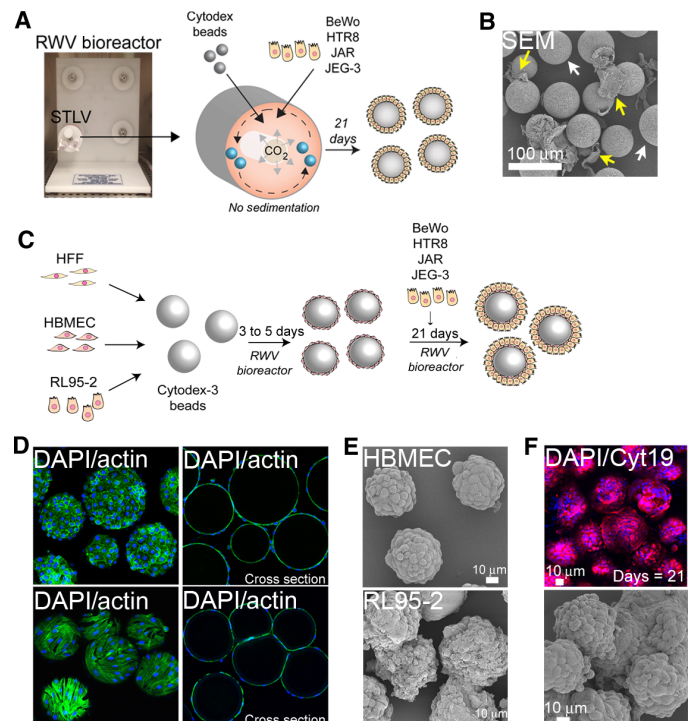 A
RWV bioreactor
STLV
Cytodex
beads
BeWo
HTR8
JAR
JEG-3
CO2
No sedimentation
21
days
B
SEM
100 μm
C
HFF
HBMEC
RL95-2
Cytodex-3
beads
3 to 5 days
RWV
bioreactor
BeWo
HTR8
JAR
JEG-3
21 days
RWV
bioreactor
D
DAPI/actin
DAPI/actin
Cross section
DAPI/actin
DAPI/actin
Cross section
E
HBMEC
10 μm
RL95-2
10 μm
F
DAPI/Cyt19
10 μm
Days = 21
10 μm